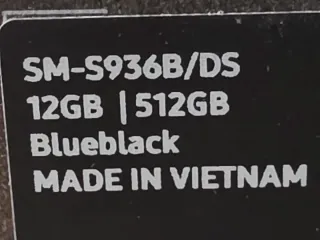 SM-S936B/DS
12GB | 512GB
Blueblack
MADE IN VIETNAM